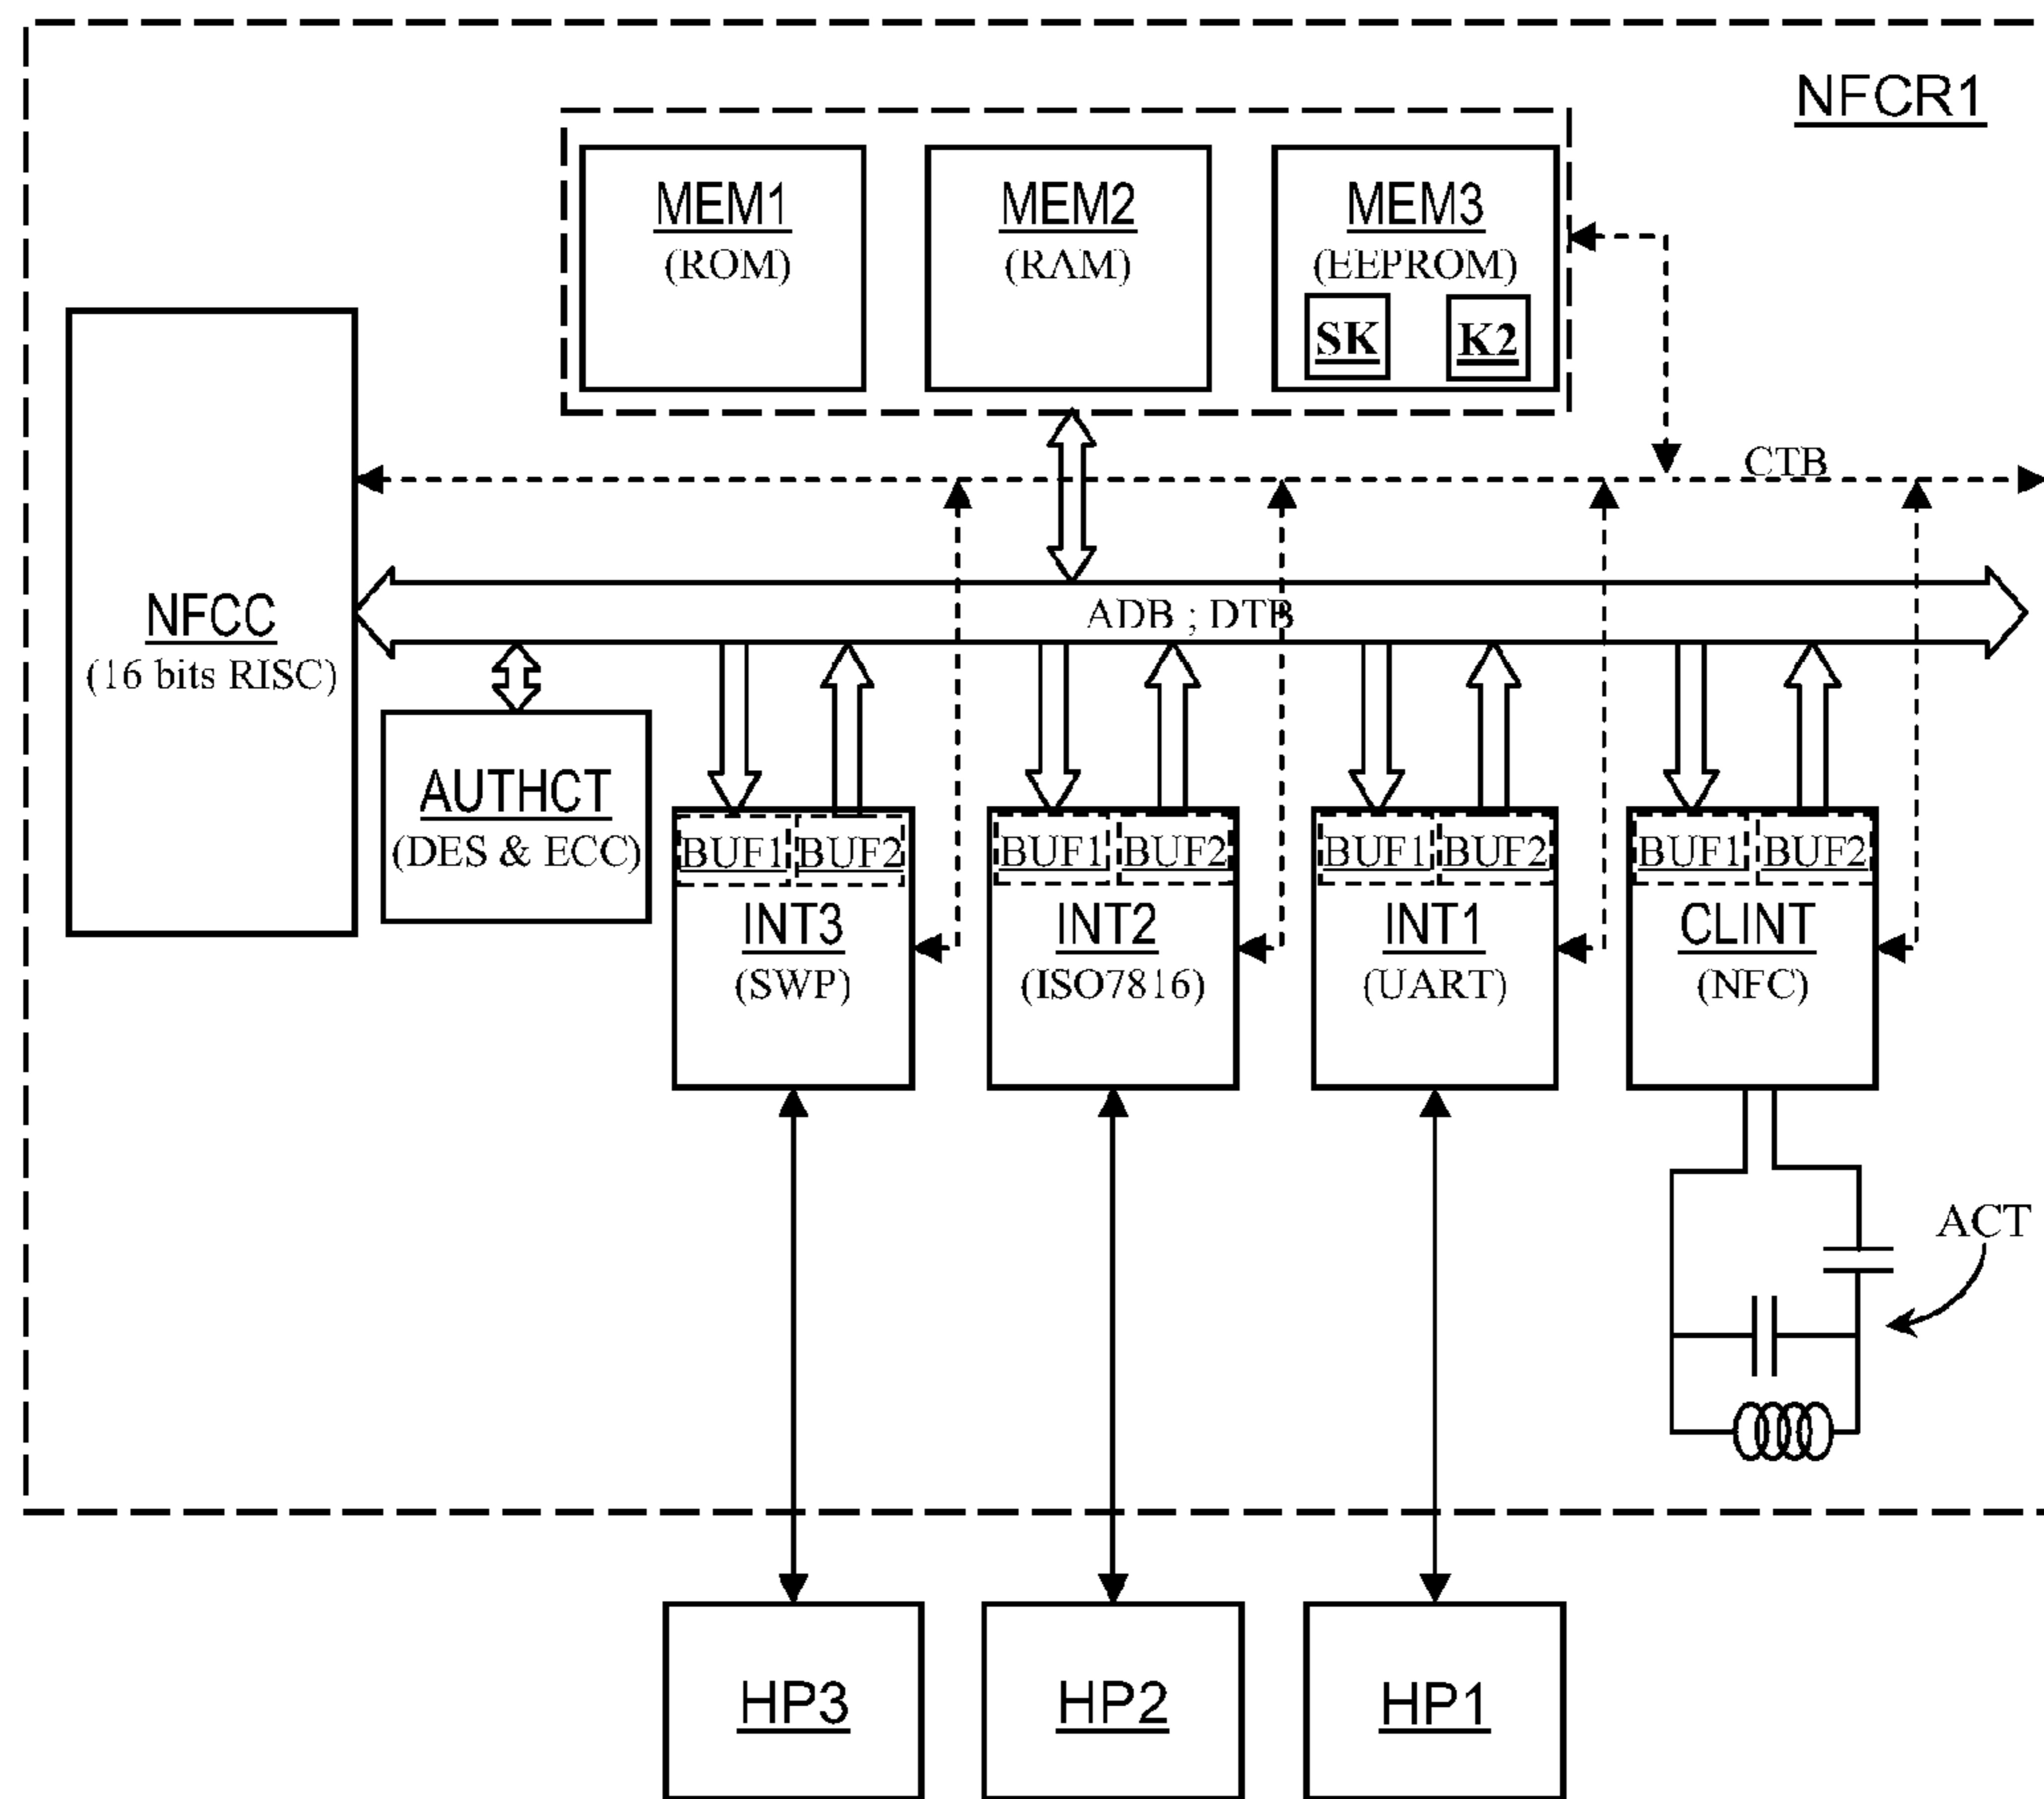 NFCR1
MEM1
(ROM)
MEM2
(RAM)
MEM3
(EEPROM)
SK
K2
CTB
ADB ; DTB
NFCC
(16 bits RISC)
AUTHCT
(DES & ECC)
BUF1 BUF2
INT3
(SWP)
BUF1 BUF2
INT2
(ISO7816)
BUF1 BUF2
INT1
(UART)
BUF1 BUF2
CLINT
(NFC)
ACT
HP3
HP2
HP1